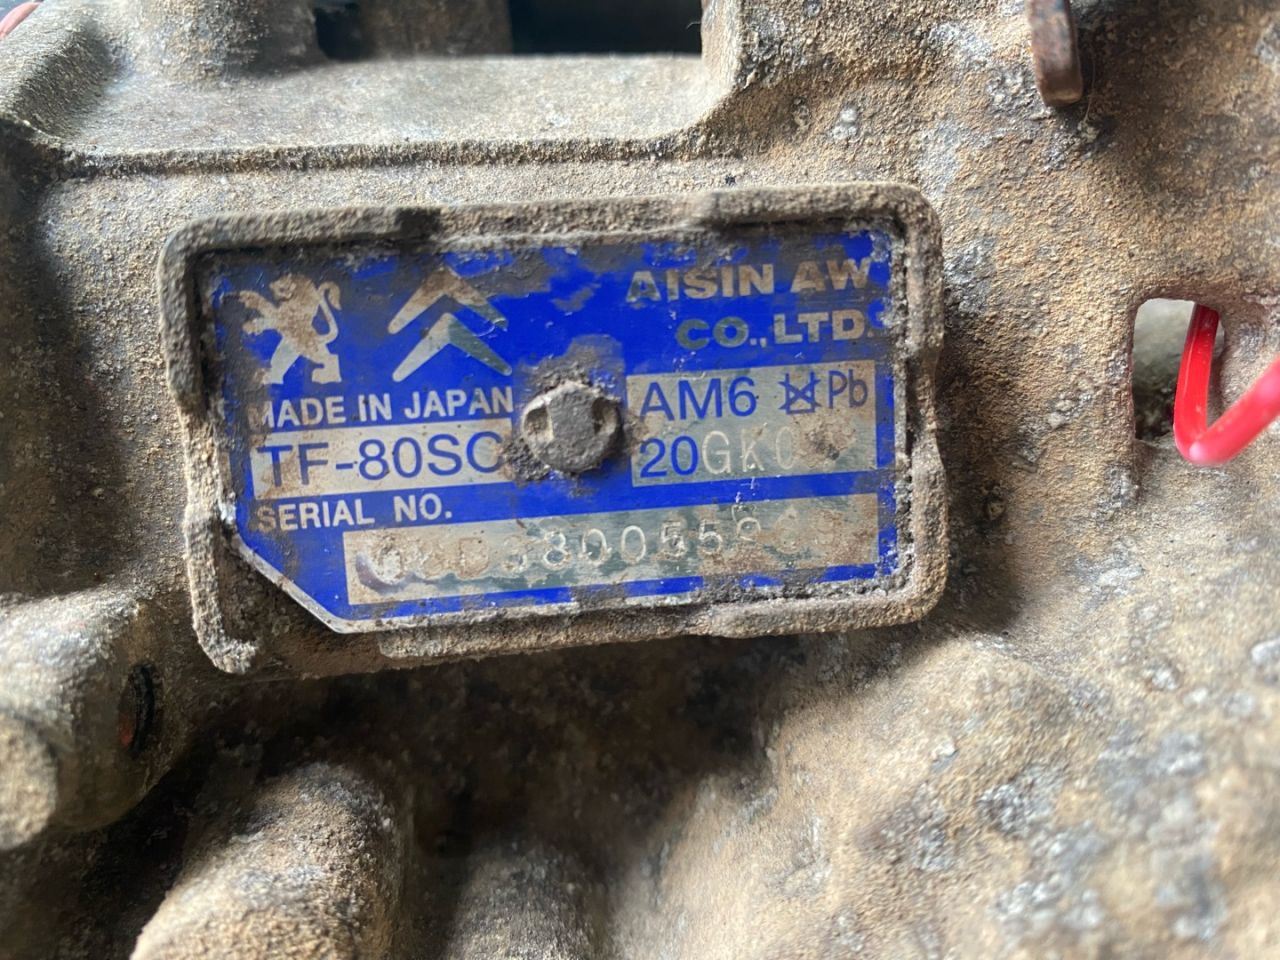 AISIN AW
CO., LTD.
MADE IN JAPAN
TF-80SC
AM6 Pb
SERIAL NO.